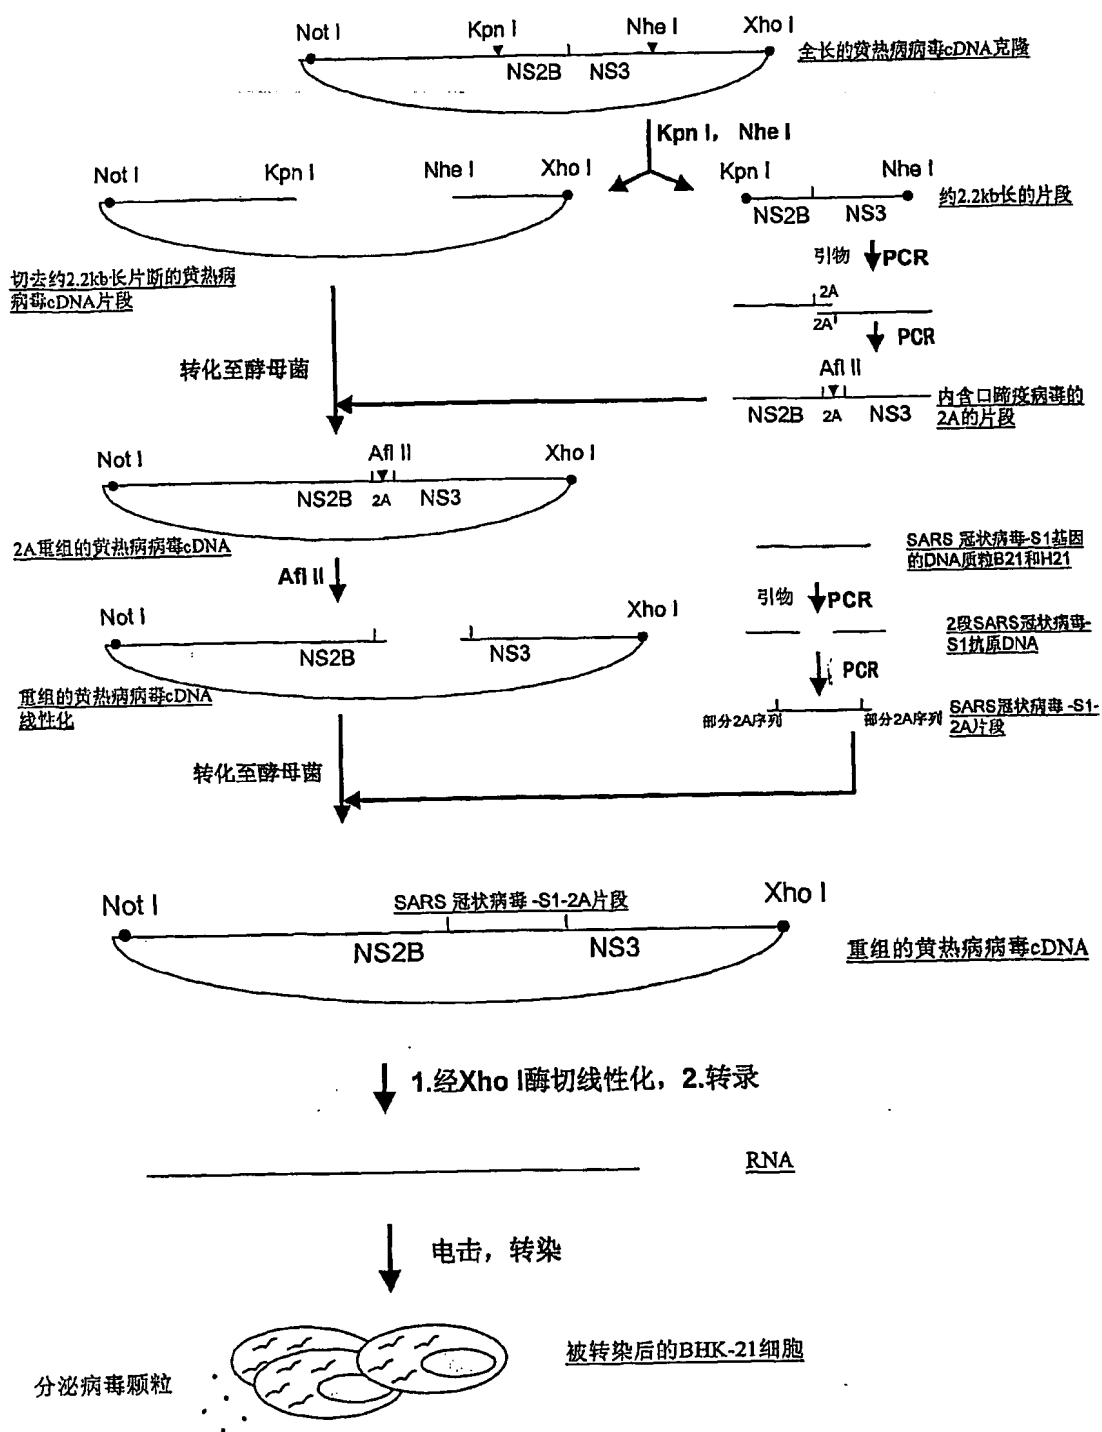 Not I
Kpn I
Nhe I
Xho I
全长的黄热病病毒cDNA克隆
NS2B
NS3
Kpn I, Nhe I
Not I
Kpn I
Nhe I
Xho I
Kpn I
Nhe I
约2.2kb长的片段
NS2B
NS3
切去约2.2kb长片断的黄热病
病毒cDNA片段
引物
PCR
2A
2A
PCR
转化至酵母菌
Afl II
NS2B
2A
NS3
内含口蹄疫病毒的
2A的片段
Not I
Afl II
Xho I
NS2B
2A
NS3
2A重组的黄热病病毒cDNA
SARS 冠状病毒-S1基因
的DNA质粒B21和H21
Afl II
引物
PCR
Not I
Xho I
NS2B
NS3
2段SARS冠状病毒-
S1抗原DNA
PCR
重组的黄热病病毒cDNA
线性化
部分2A序列
部分2A序列
SARS冠状病毒 -S1-
2A片段
转化至酵母菌
Not I
SARS 冠状病毒 -S1-2A片段
Xho I
NS2B
NS3
重组的黄热病病毒cDNA
1.经Xho I酶切线性化，2.转录
RNA
电击，转染
被转染后的BHK-21细胞
分泌病毒颗粒